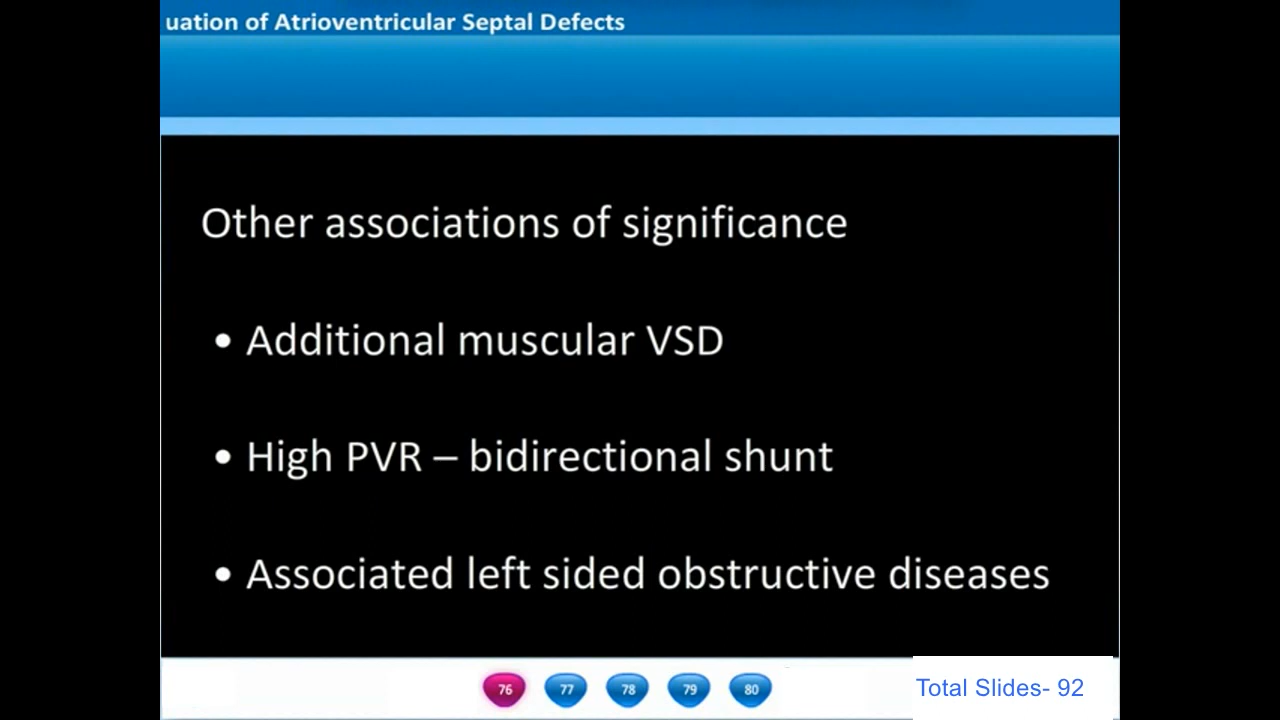 uation of Atrioventricular Septal Defects
Other associations of significance
• Additional muscular VSD
• High PVR – bidirectional shunt
• Associated left sided obstructive diseases
76 77 78 79 80
Total Slides- 92